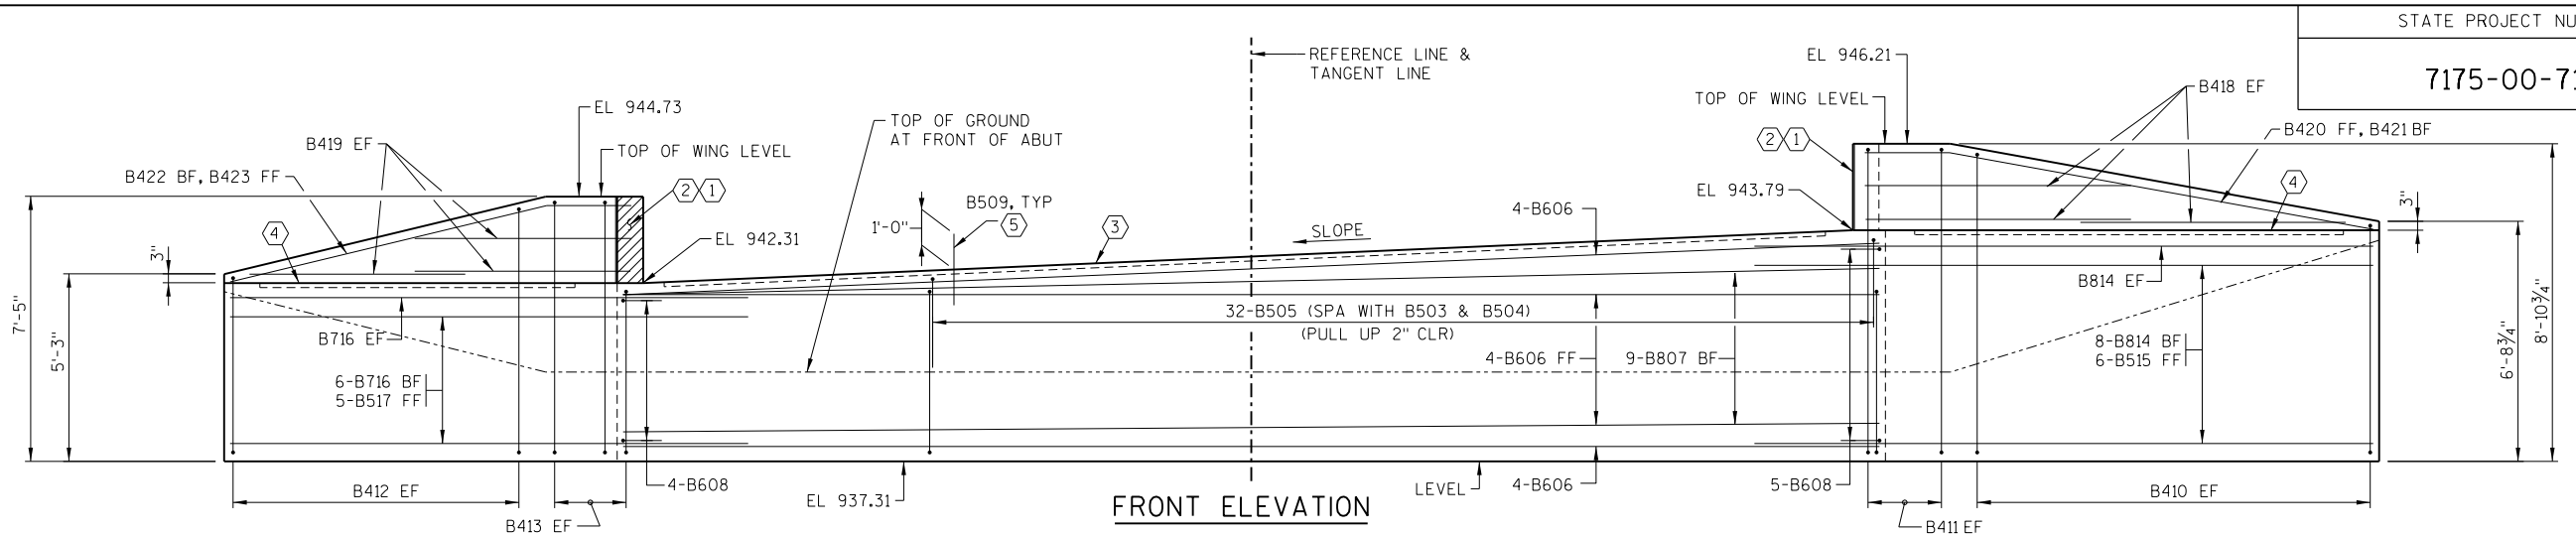 STATE PROJECT NU
7175-00-7
REFERENCE LINE &
TANGENT LINE
EL 946.21
TOP OF WING LEVEL
B418 EF
B420 FF, B421 BF
EL 944.73
TOP OF GROUND
AT FRONT OF ABUT
B419 EF
TOP OF WING LEVEL
B422 BF, B423 FF
2 1
2 1
EL 943.79
4
3"
B509, TYP
5
1'-0"
4-B606
3
SLOPE
EL 942.31
4
3"
B814 EF
7'-5"
5'-3"
B716 EF
32-B505 (SPA WITH B503 & B504)
(PULL UP 2" CLR)
4-B606 FF
9-B807 BF
8-B814 BF
6-B515 FF
6'-8¾"
8'-10¾"
6-B716 BF
5-B517 FF
B412 EF
4-B608
EL 937.31
LEVEL
4-B606
5-B608
B410 EF
B413 EF
FRONT ELEVATION
B411 EF